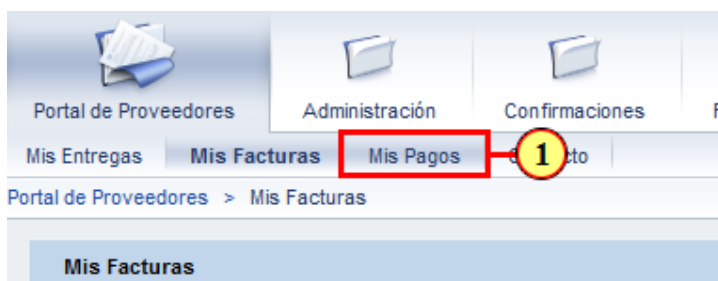 Portal de Proveedores Administración Confirmaciones
Mis Entregas Mis Facturas Mis Pagos 1
Portal de Proveedores > Mis Facturas
Mis Facturas